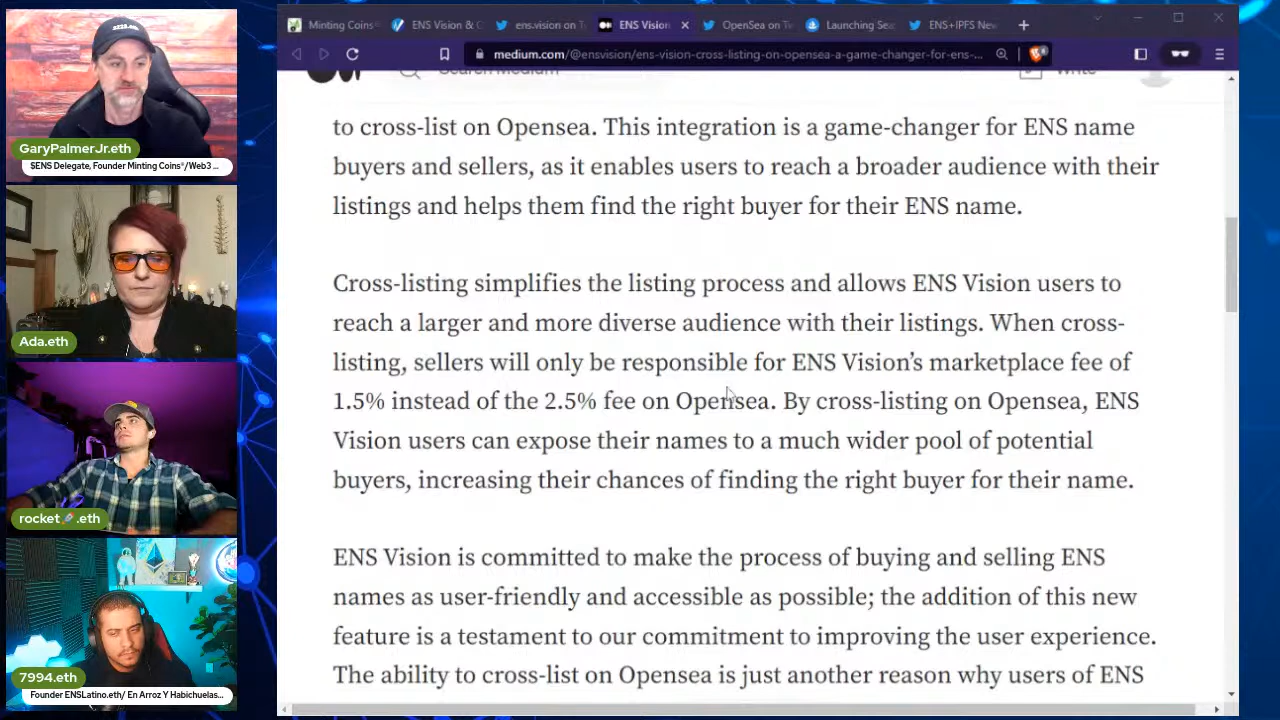 GaryPalmerJr.eth
$ENS Delegate, Founder Minting Coins®/Web3 ...
Ada.eth
rocket🚀.eth
7994.eth
Founder ENSLatino.eth/ En Arroz Y Habichuelas...
Minting Coins®
ENS Vision & O
ens.vision on T
ENS Vision
OpenSea on Tw
Launching Sea
ENS+IPFS Ne
medium.com/@ensvision/ens-vision-cross-listing-on-opensea-a-game-changer-for-ens-...
Search Medium
Write
to cross-list on Opensea. This integration is a game-changer for ENS name
buyers and sellers, as it enables users to reach a broader audience with their
listings and helps them find the right buyer for their ENS name.
Cross-listing simplifies the listing process and allows ENS Vision users to
reach a larger and more diverse audience with their listings. When cross-
listing, sellers will only be responsible for ENS Vision’s marketplace fee of
1.5% instead of the 2.5% fee on Opensea. By cross-listing on Opensea, ENS
Vision users can expose their names to a much wider pool of potential
buyers, increasing their chances of finding the right buyer for their name.
ENS Vision is committed to make the process of buying and selling ENS
names as user-friendly and accessible as possible; the addition of this new
feature is a testament to our commitment to improving the user experience.
The ability to cross-list on Opensea is just another reason why users of ENS